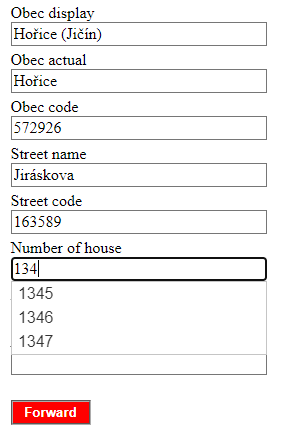 Obec display
Hořice (Jičín)
Obec actual
Hořice
Obec code
572926
Street name
Jiráskova
Street code
163589
Number of house
134
1345
1346
1347
Forward